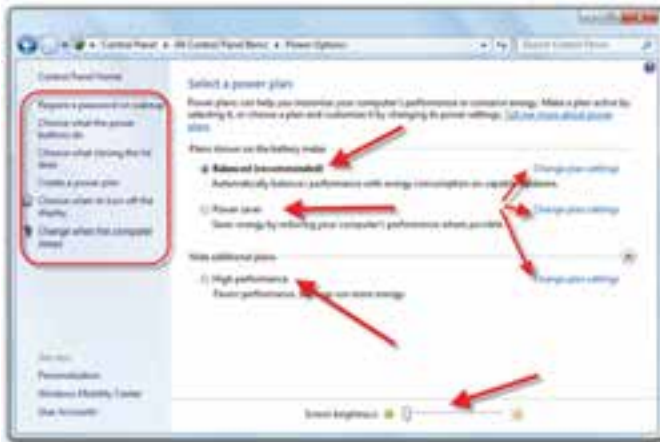 Control Panel ▸ All Control Panel Items ▸ Power Options
Search Control Panel
Control Panel Home
Require a password on wakeup
Choose what the power
buttons do
Choose what closing the lid
does
Create a power plan
Choose when to turn off the
display
Change when the computer
sleeps
See also
Personalization
Windows Mobility Center
User Accounts
Select a power plan
Power plans can help you maximize your computer's performance or conserve energy. Make a plan active by
selecting it, or choose a plan and customize it by changing its power settings. Tell me more about power
plans
Plans shown on the battery meter
Balanced (recommended)
Change plan settings
Automatically balances performance with energy consumption on capable
Power saver
Change plan settings
Save energy by reducing your computer's performance where possible
Hide additional plans
High performance
Change plan settings
Favors performance, use more energy
Screen brightness